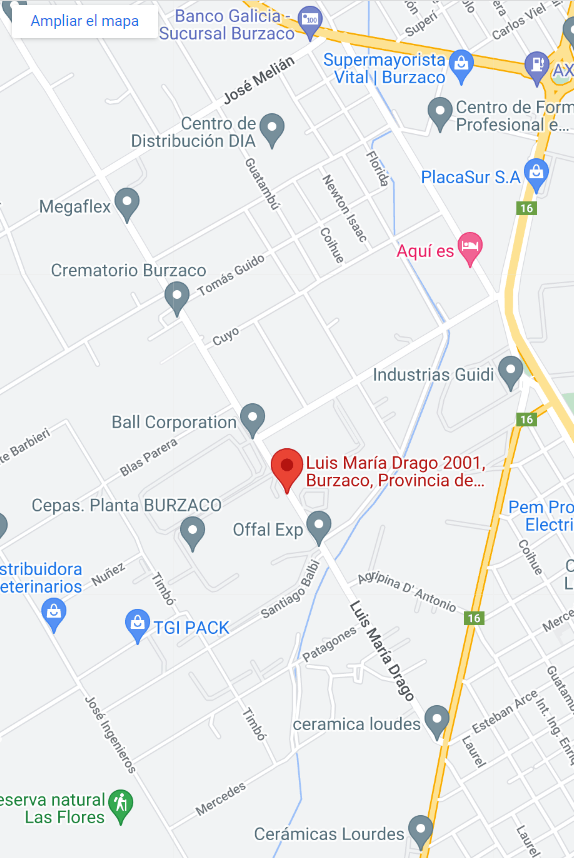 Ampliar el mapa
Banco Galicia -
Sucursal Burzaco
Superí
Carlos Viel
José Melián
Supermayorista
Vital | Burzaco
AX
Centro de
Distribución DIA
Centro de Form
Profesional e...
Guatambú
Florida
Newton Isaac
PlacaSur S.A
Megaflex
16
Coihue
Aquí es
Crematorio Burzaco
Tomás Guido
Cuyo
Industrias Guidi
Ball Corporation
16
te Barbieri
Blas Parera
Luis María Drago 2001,
Burzaco, Provincia de...
Cepas. Planta BURZACO
Offal Exp
Pem Pro
Electri
Coihue
stribuidora
eterinarios
Nuñez
Timbó
Santiago Balbi
Agripina D' Antonio
C
L
16
TGI PACK
Luis María Drago
Merce
Patagones
Guatamb
José Ingenieros
Timbó
ceramica loudes
Esteban Arce
Int. Ing. Enri
Laurel
eserva natural
Las Flores
Mercedes
Cerámicas Lourdes
Laurel